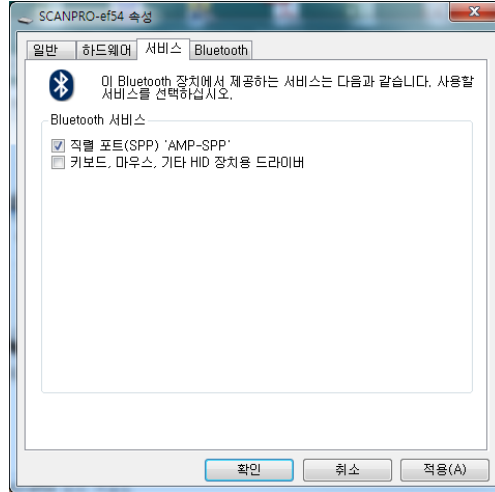 SCANPRO-ef54 속성
일반 하드웨어 서비스 Bluetooth
이 Bluetooth 장치에서 제공하는 서비스는 다음과 같습니다. 사용할
서비스를 선택하십시오.
Bluetooth 서비스
직렬 포트(SPP) 'AMP-SPP'
키보드, 마우스, 기타 HID 장치용 드라이버
확인 취소 적용(A)